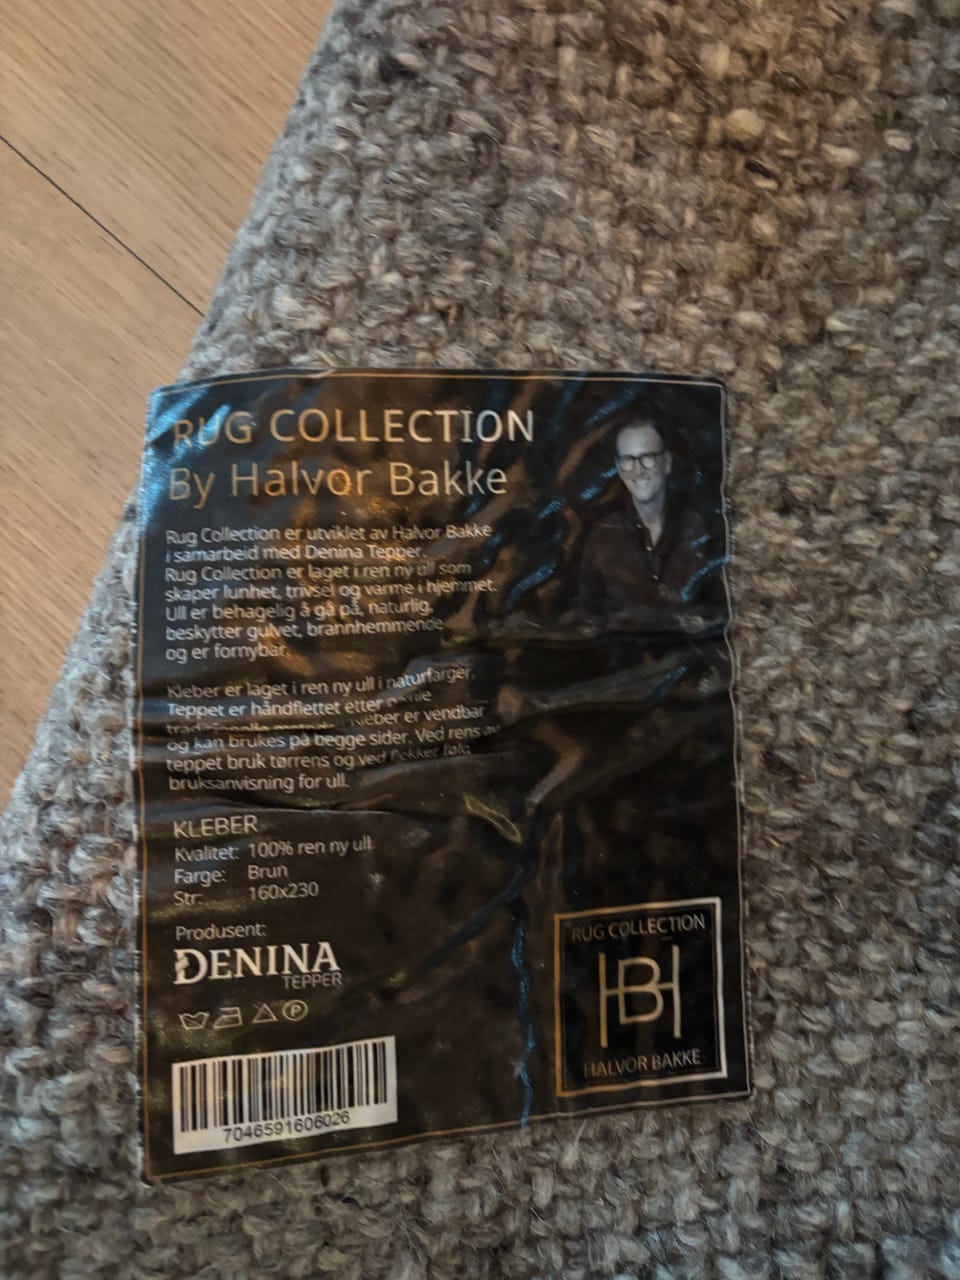 RUG COLLECTION
By Halvor Bakke
Rug Collection er utviklet av Halvor Bakke
i samarbeid med Denina Tepper.
Rug Collection er laget i ren ny ull som
skaper lunhet, trivsel og varme i hjemmet.
Ull er behagelig å gå på, naturlig,
beskytter gulvet, brannhemmende
og er fornybar.
Kleber er laget i ren ny ull i naturfarger.
Teppet er håndflettet etter
Kleber er vendbar
og kan brukes på begge sider. Ved rens av
teppet bruk tørrens og ved flekker følg
bruksanvisning for ull.
KLEBER
Kvalitet: 100% ren ny ull
Farge: Brun
Str: 160x230
Produsent:
DENINA
TEPPER
P
7046591606026
RUG COLLECTION
HB
HALVOR BAKKE